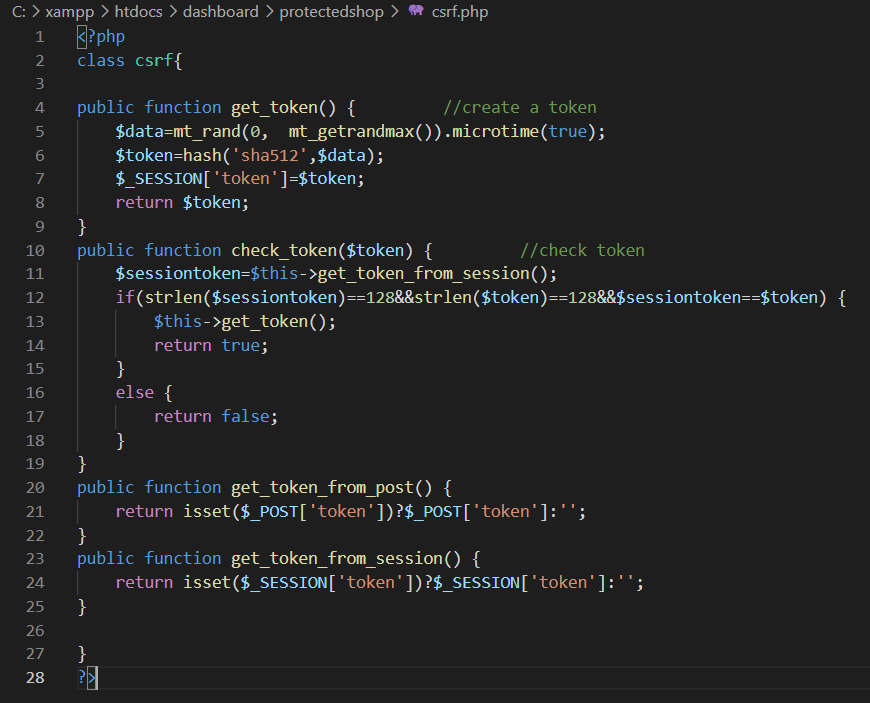 C: > xampp > htdocs > dashboard > protectedshop > csrf.php
1 <?php
2 class csrf{
3
4 public function get_token() { //create a token
5 $data=mt_rand(0, mt_getrandmax()).microtime(true);
6 $token=hash('sha512',$data);
7 $_SESSION['token']=$token;
8 return $token;
9 }
10 public function check_token($token) { //check token
11 $sessiontoken=$this->get_token_from_session();
12 if(strlen($sessiontoken)==128&&strlen($token)==128&&$sessiontoken==$token) {
13 $this->get_token();
14 return true;
15 }
16 else {
17 return false;
18 }
19 }
20 public function get_token_from_post() {
21 return isset($_POST['token'])?$_POST['token']:'';
22 }
23 public function get_token_from_session() {
24 return isset($_SESSION['token'])?$_SESSION['token']:'';
25 }
26
27 }
28 ?>